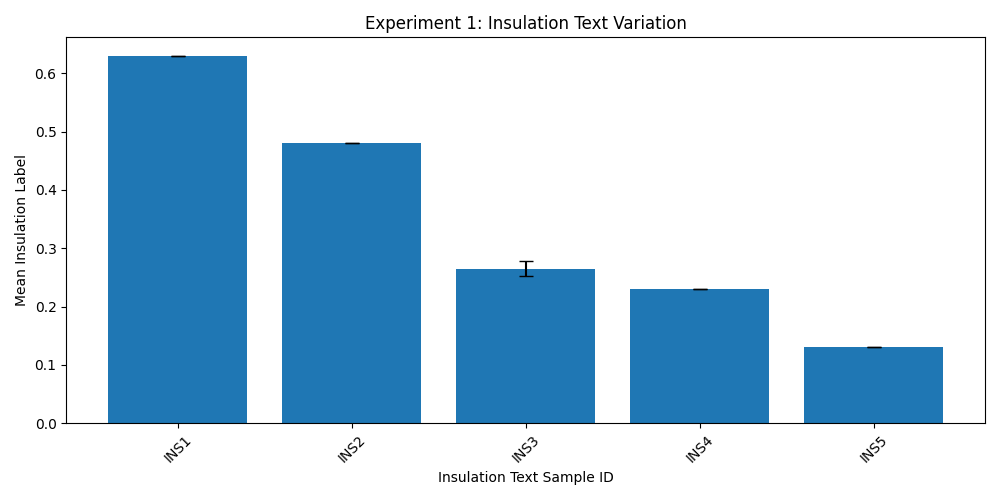 Experiment 1: Insulation Text Variation
Mean Insulation Label
0.6
0.5
0.4
0.3
0.2
0.1
0.0
INS1
INS2
INS3
INS4
INS5
Insulation Text Sample ID